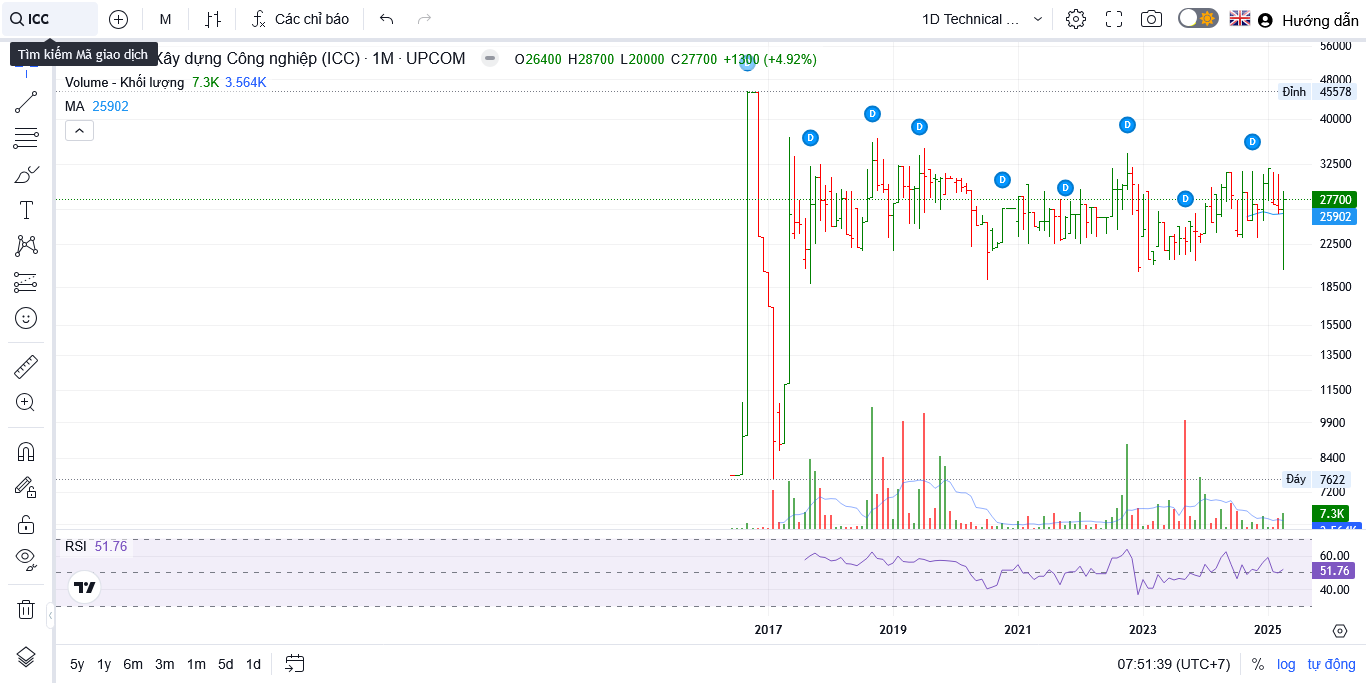 ICC
M
Các chỉ báo
1D Technical ...
Hướng dẫn
Tìm kiếm Mã giao dịch
Xây dựng Công nghiệp (ICC) · 1M · UPCOM
O26400 H28700 L20000 C27700 +1300 (+4.92%)
Volume - Khối lượng 7.3K 3.564K
MA 25902
56000
48000
Đỉnh 45578
40000
32500
27700
25902
22500
18500
15500
13500
11500
9900
8400
Đáy 7622
7200
7.3K
3.564K
D
D
D
D
D
D
D
D
RSI 51.76
60.00
51.76
40.00
2017 2019 2021 2023 2025
5y 1y 6m 3m 1m 5d 1d
07:51:39 (UTC+7) % log tự động